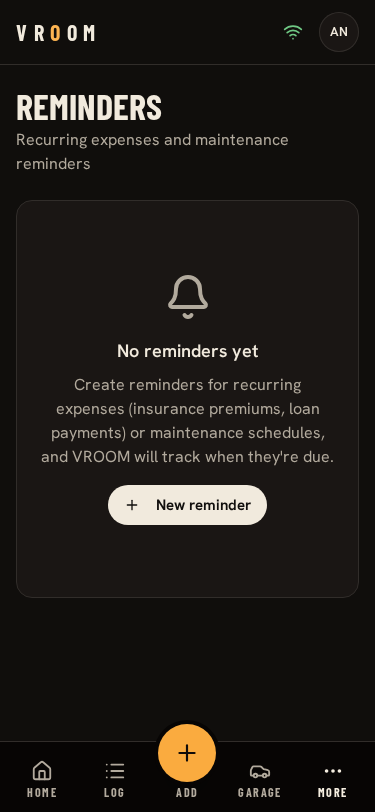 VROOM
AN
REMINDERS
Recurring expenses and maintenance
reminders
No reminders yet
Create reminders for recurring
expenses (insurance premiums, loan
payments) or maintenance schedules,
and VROOM will track when they're due.
New reminder
HOME
LOG
ADD
GARAGE
MORE